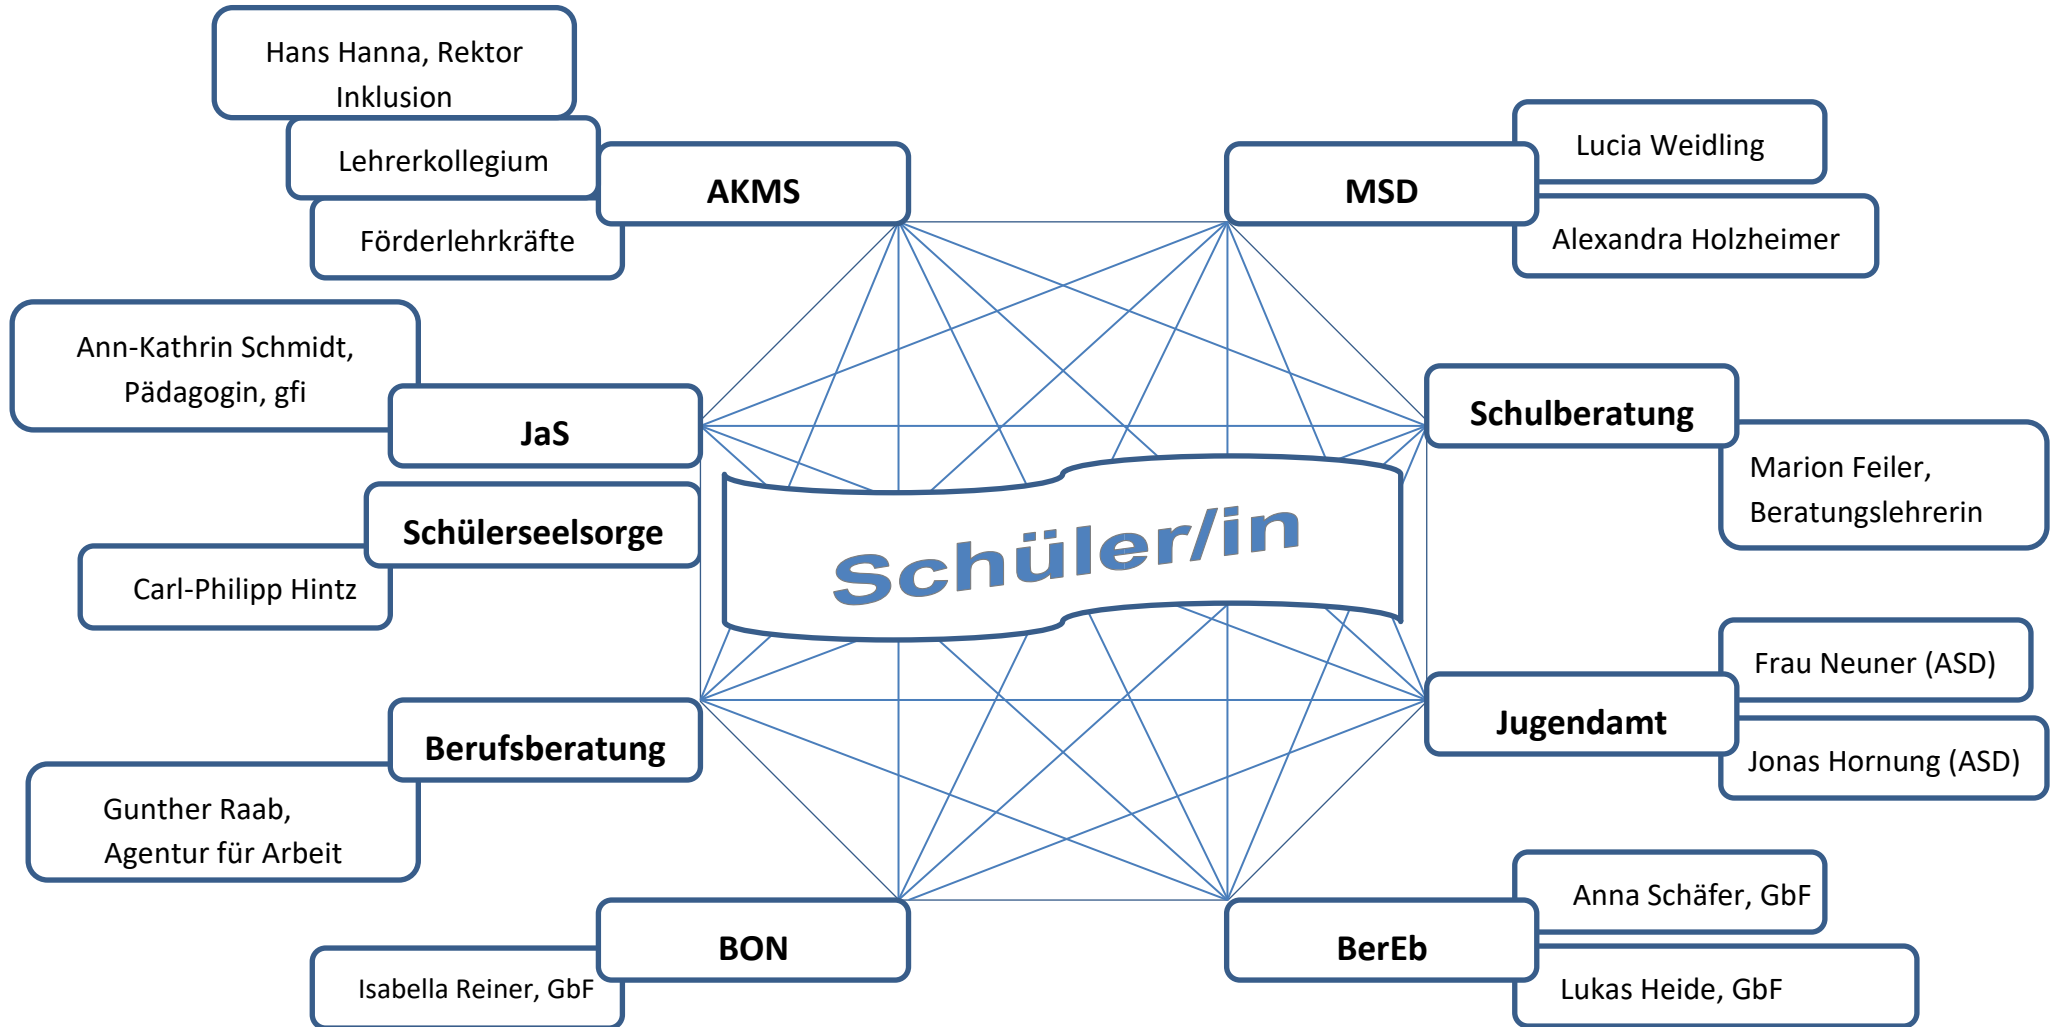 Hans Hanna, Rektor
Inklusion
Lehrerkollegium
Förderlehrkräfte
AKMS
MSD
Lucia Weidling
Alexandra Holzheimer
Ann-Kathrin Schmidt,
Pädagogin, gfi
JaS
Schülerseelsorge
Carl-Philipp Hintz
Schüler/in
Schulberatung
Marion Feiler,
Beratungslehrerin
Frau Neuner (ASD)
Jugendamt
Jonas Hornung (ASD)
Berufsberatung
Gunther Raab,
Agentur für Arbeit
BON
Isabella Reiner, GbF
BerEb
Anna Schäfer, GbF
Lukas Heide, GbF